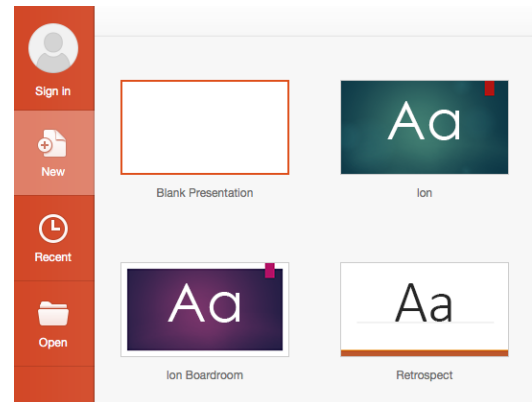 Sign in
New
Recent
Open
Aa
Blank Presentation
Ion
Aa
Aa
Ion Boardroom
Retrospect